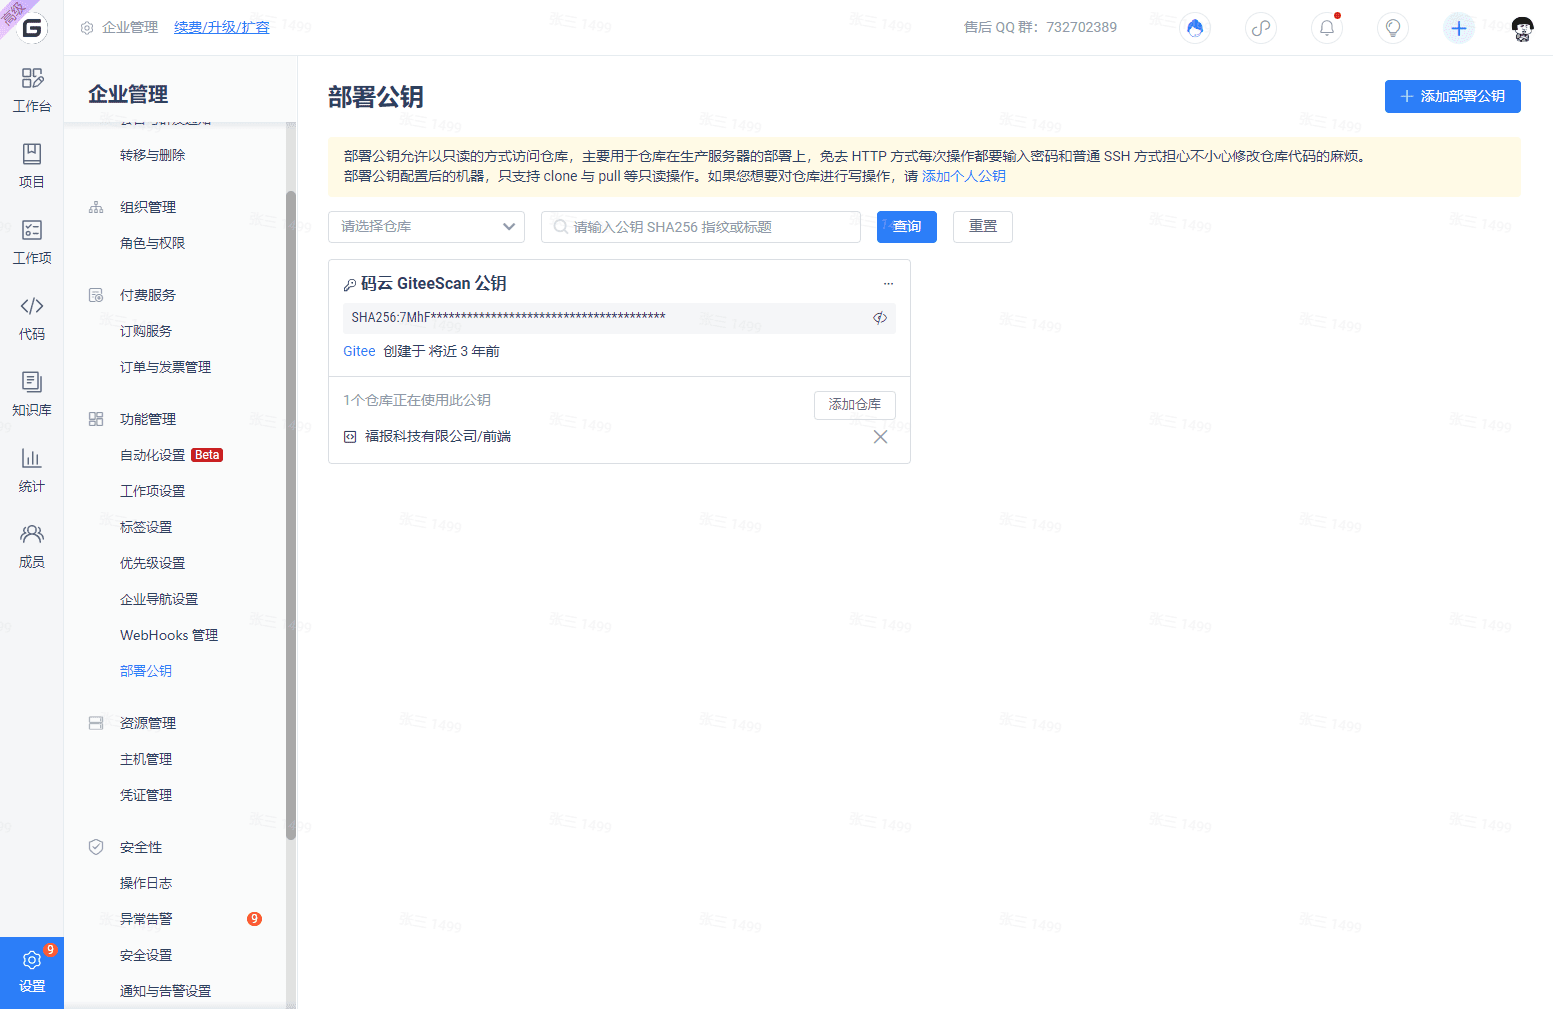 高级
企业管理 续费/升级/扩容
售后 QQ 群：732702389
工作台
项目
工作项
代码
知识库
统计
成员
9
设置
企业管理
转移与删除
组织管理
角色与权限
付费服务
订购服务
订单与发票管理
功能管理
自动化设置 Beta
工作项设置
标签设置
优先级设置
企业导航设置
WebHooks 管理
部署公钥
资源管理
主机管理
凭证管理
安全性
操作日志
异常告警 9
安全设置
通知与告警设置
部署公钥
添加部署公钥
部署公钥允许以只读的方式访问仓库，主要用于仓库在生产服务器的部署上，免去 HTTP 方式每次操作都要输入密码和普通 SSH 方式担心不小心修改仓库代码的麻烦。
部署公钥配置后的机器，只支持 clone 与 pull 等只读操作。如果您想要对仓库进行写操作，请 添加个人公钥
请选择仓库
请输入公钥 SHA256 指纹或标题
查询
重置
码云 GiteeScan 公钥
...
SHA256:7MhF***************************************
Gitee 创建于 将近 3 年前
1个仓库正在使用此公钥
添加仓库
福报科技有限公司/前端
张三 1499